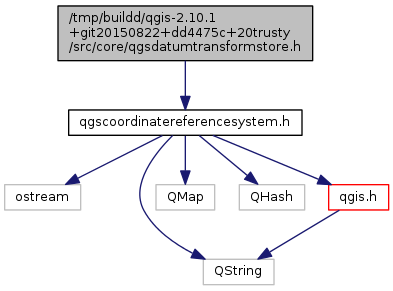 /tmp/buildd/qgis-2.10.1
+git20150822+dd4475c+20trusty
/src/core/qgsdatumtransformstore.h
qgscoordinatereferencesystem.h
ostream
QMap
QHash
qgis.h
QString